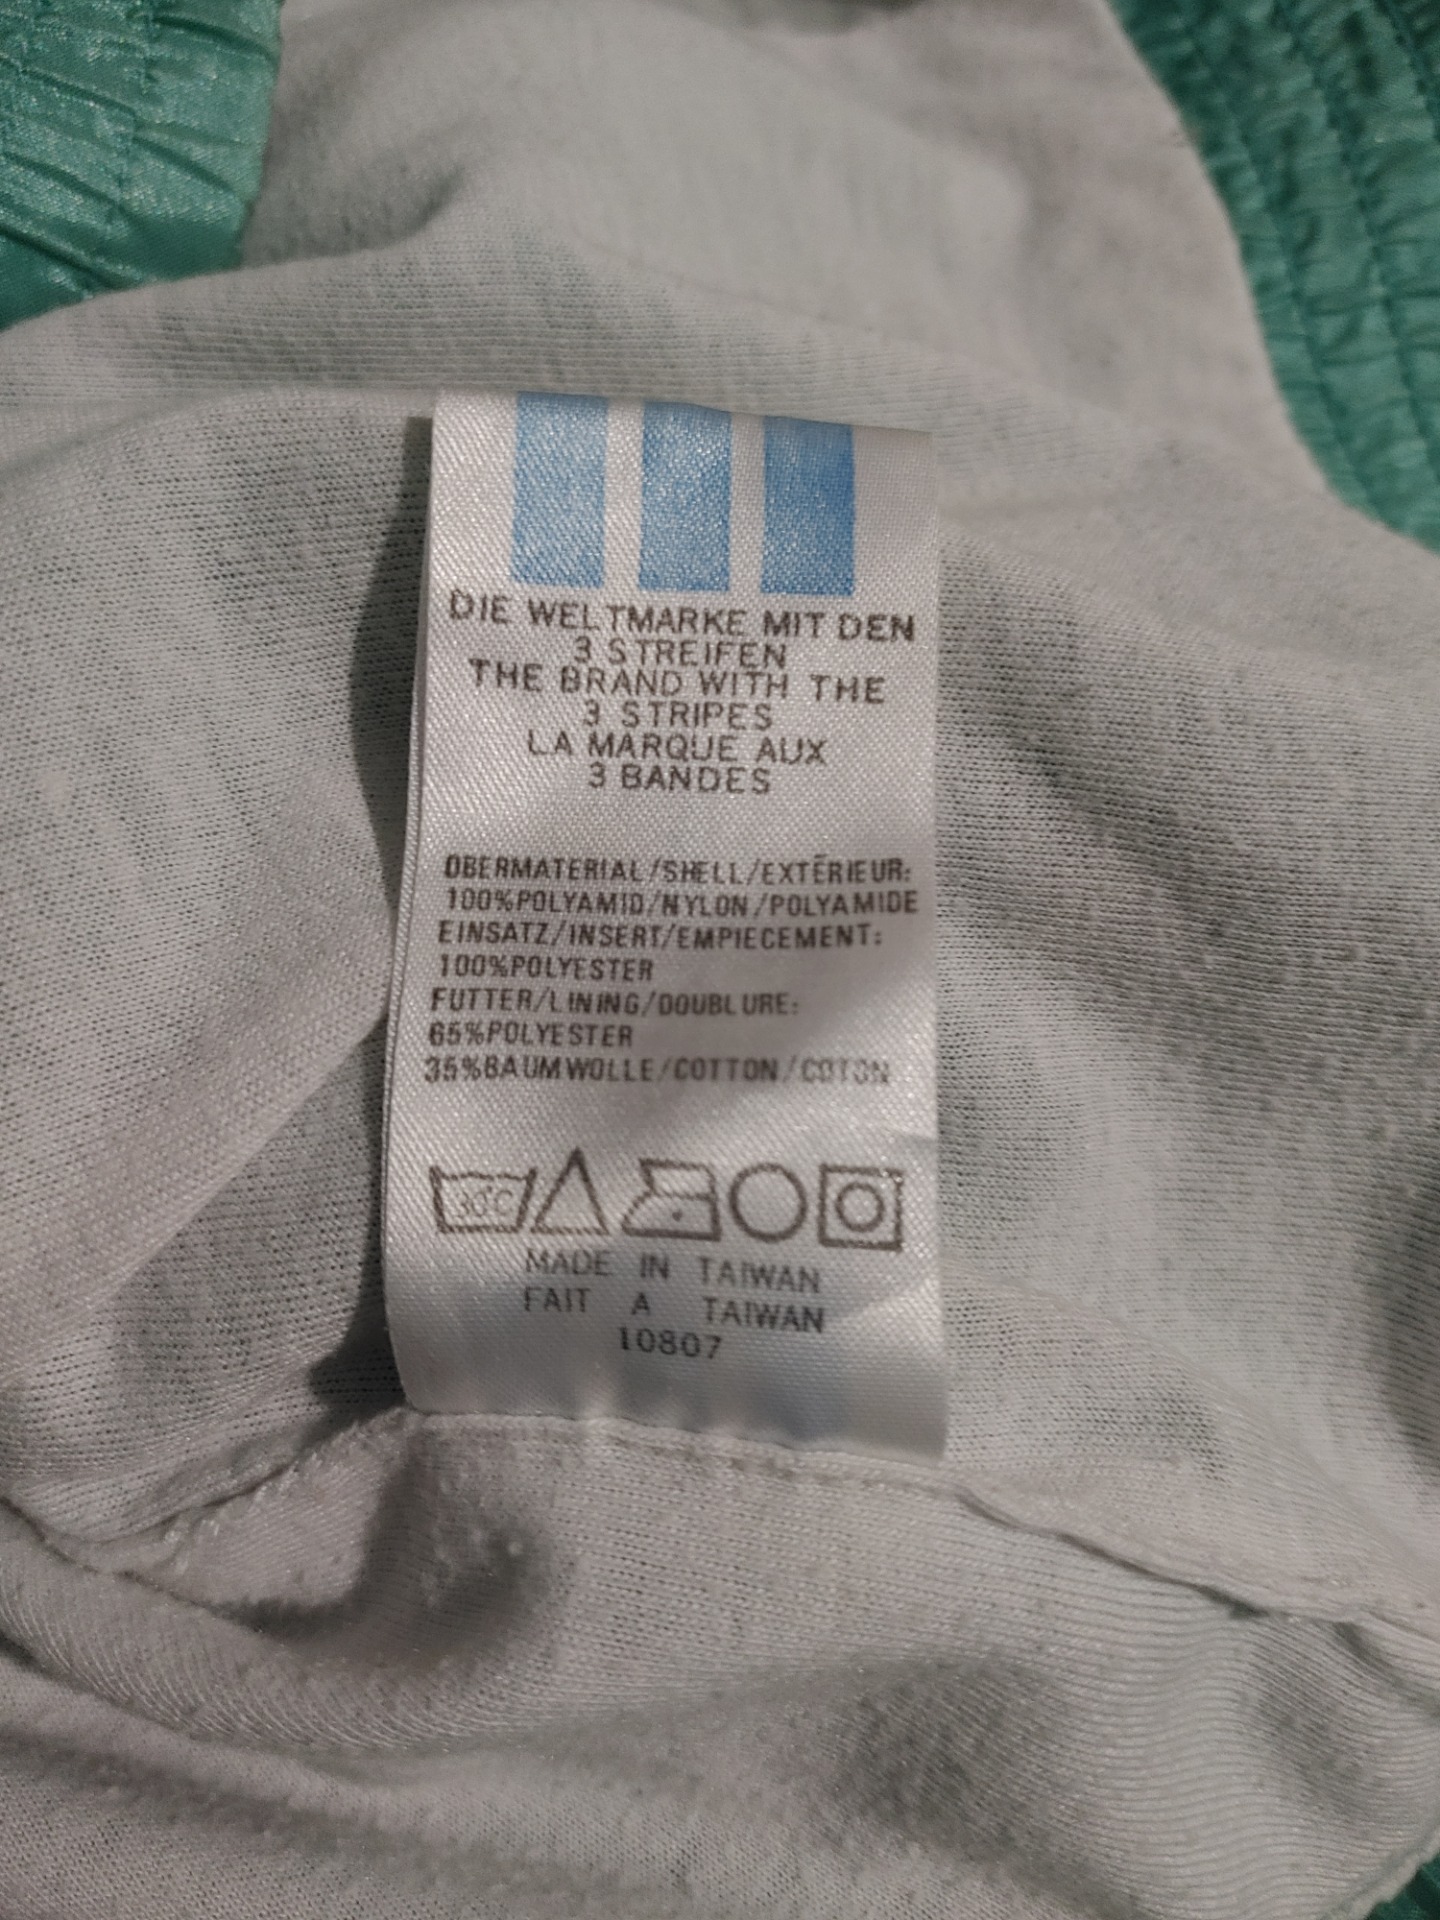 DIE WELTMARKE MIT DEN
3 STREIFEN
THE BRAND WITH THE
3 STRIPES
LA MARQUE AUX
3 BANDES
OBERMATERIAL/SHELL/EXTĒRIEUR:
100%POLYAMID/NYLON/POLYAMIDE
EINSATZ/INSERT/EMPIECEMENT:
100%POLYESTER
FUTTER/LINING/DOUBLURE:
65%POLYESTER
35%BAUMWOLLE/COTTON/COTON
30°C
MADE IN TAIWAN
FAIT A TAIWAN
10807